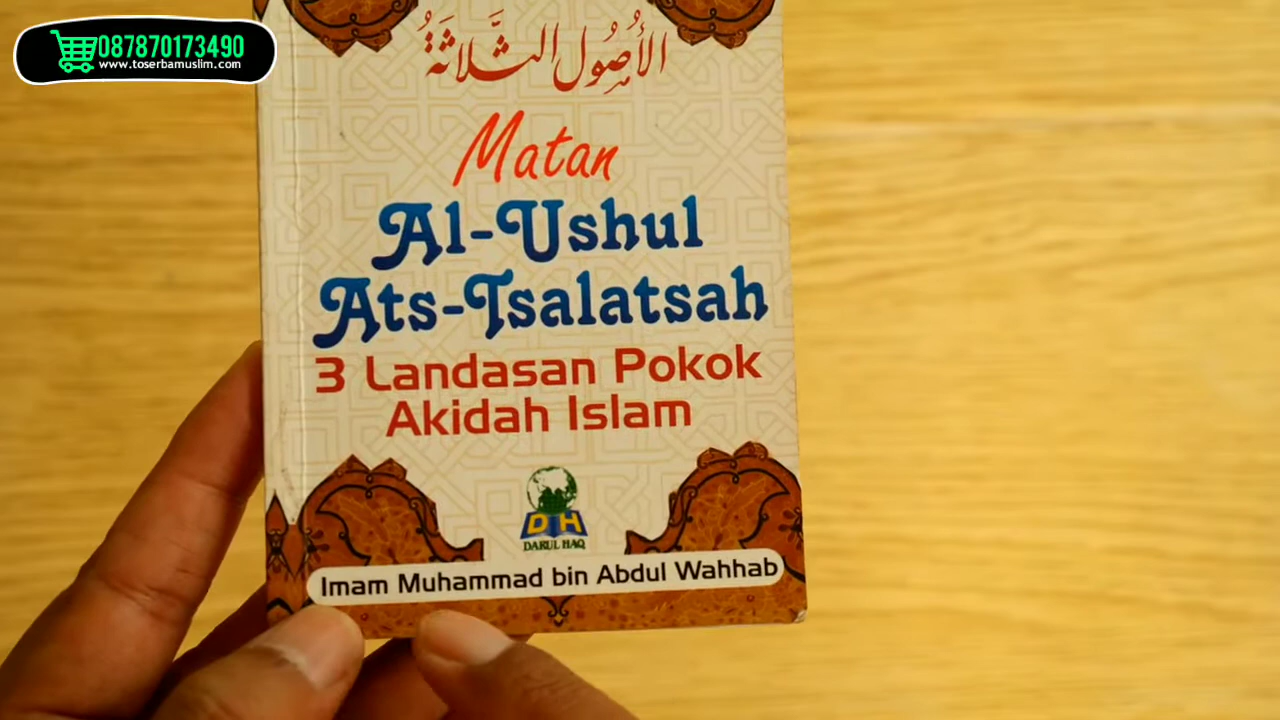 087870173490
www.toserbamuslim.com
الأُصُولُ الثَّلَاثَةُ
Matan
Al-Ushul
Ats-Tsalatsah
3 Landasan Pokok
Akidah Islam
DH
DARUL HAQ
Imam Muhammad bin Abdul Wahhab